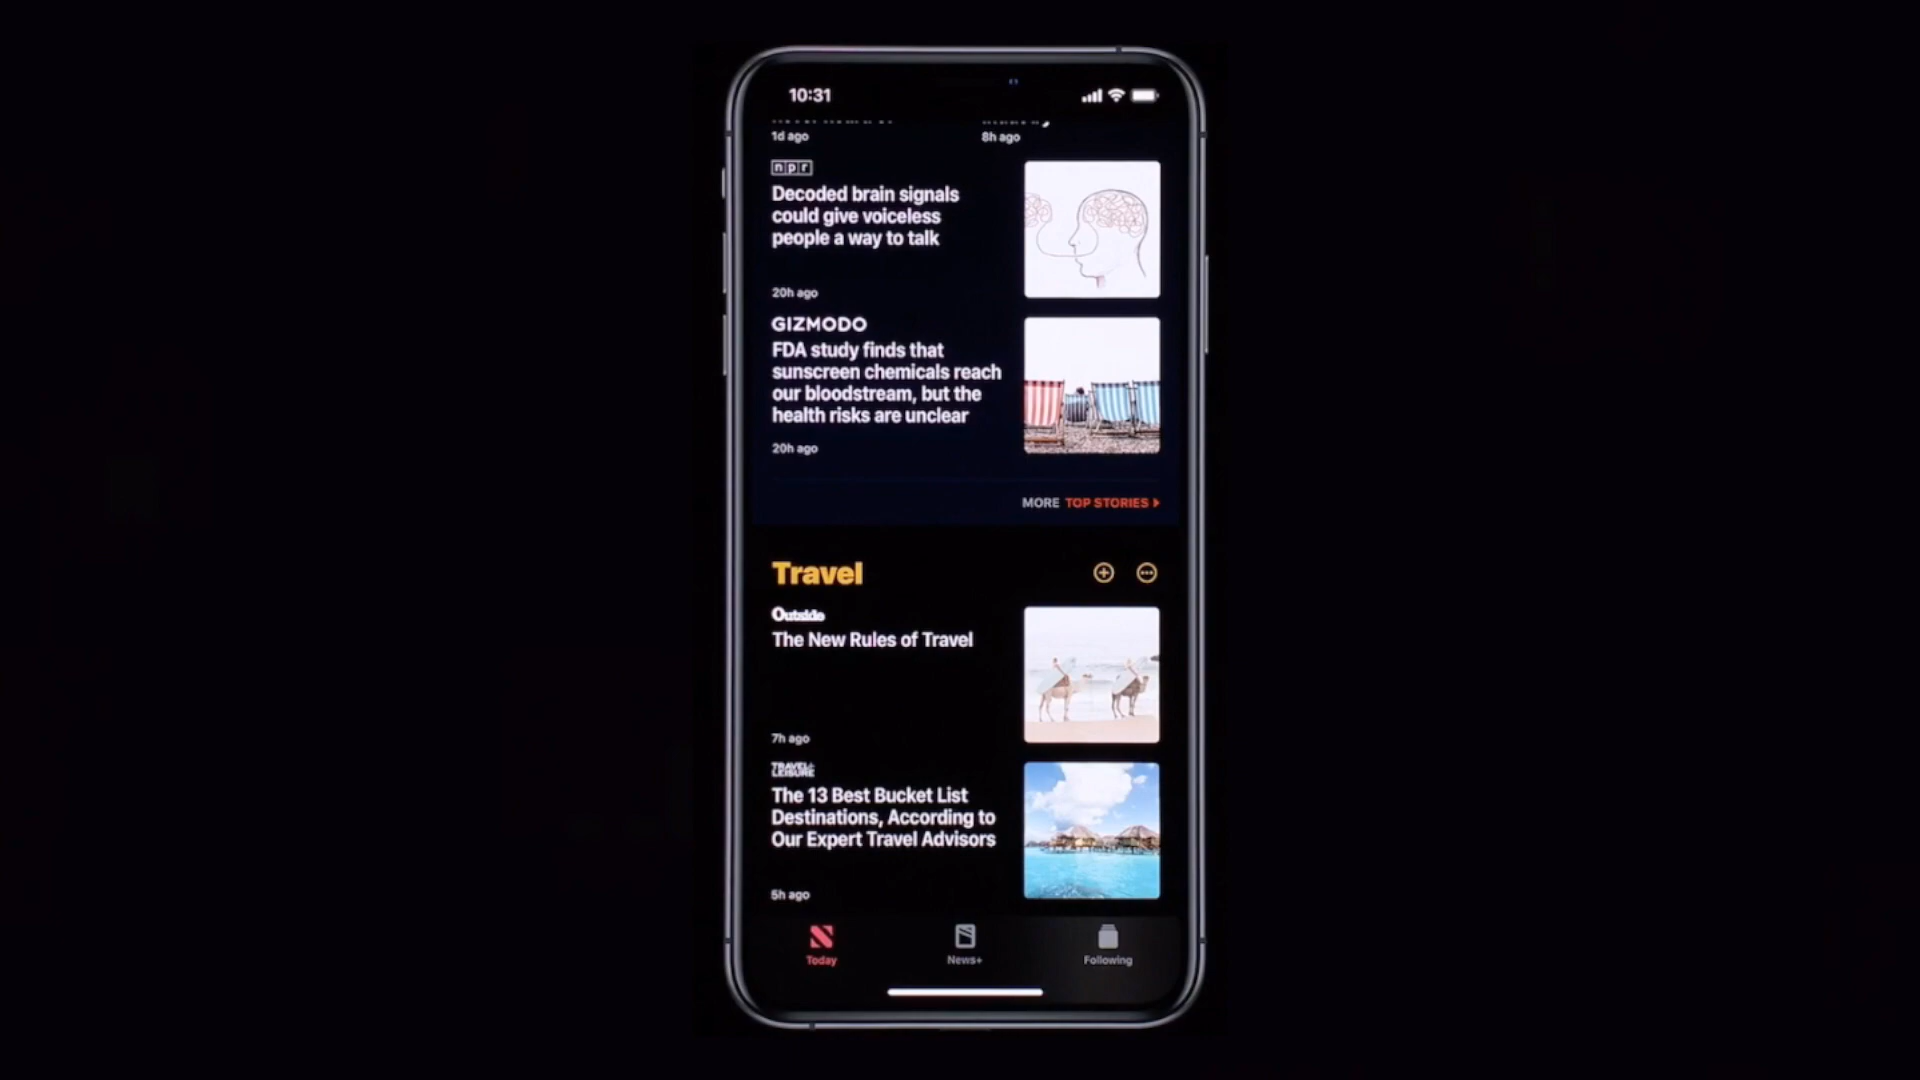 10:31
1d ago
8h ago
npr
Decoded brain signals
could give voiceless
people a way to talk
20h ago
GIZMODO
FDA study finds that
sunscreen chemicals reach
our bloodstream, but the
health risks are unclear
20h ago
MORE TOP STORIES
Travel
Outside
The New Rules of Travel
7h ago
TRAVEL+
LEISURE
The 13 Best Bucket List
Destinations, According to
Our Expert Travel Advisors
5h ago
Today
News+
Following